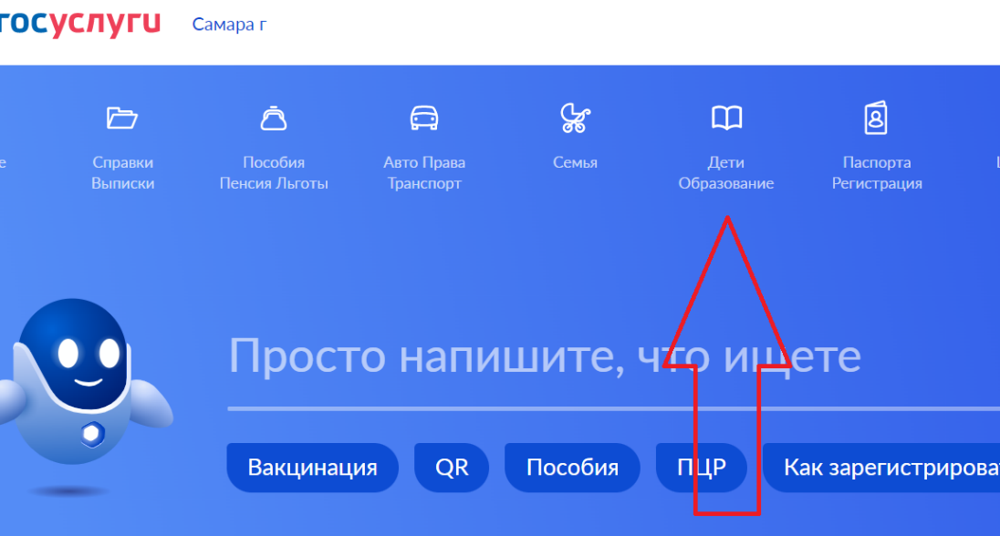 госуслуги Самара г
Справки
Выписки
Пособия
Пенсия Льготы
Авто Права
Транспорт
Семья
Дети
Образование
Паспорта
Регистрация
Просто напишите, что ищете
Вакцинация QR Пособия ПЦР Как зарегистрирова